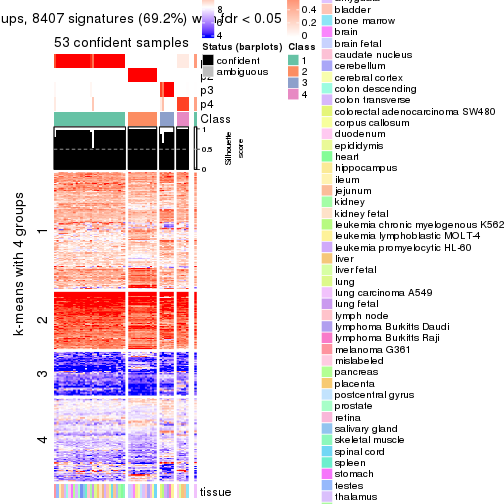 ups, 8407 signatures (69.2%) with fdr < 0.05
53 confident samples
p3
p4
Class
1
0.5
0
Silhouette
score
k-means with 4 groups
1
2
3
4
tissue
8
6
4
0.4
0.2
0
Status (barplots)
confident
ambiguous
Class
1
2
3
4
bladder
bone marrow
brain
brain fetal
caudate nucleus
cerebellum
cerebral cortex
colon descending
colon transverse
colorectal adenocarcinoma SW480
corpus callosum
duodenum
epididymis
heart
hippocampus
ileum
jejunum
kidney
kidney fetal
leukemia chronic myelogenous K562
leukemia lymphoblastic MOLT-4
leukemia promyelocytic HL-60
liver
liver fetal
lung
lung carcinoma A549
lung fetal
lymph node
lymphoma Burkitts Daudi
lymphoma Burkitts Raji
melanoma G361
mislabeled
pancreas
placenta
postcentral gyrus
prostate
retina
salivary gland
skeletal muscle
spinal cord
spleen
stomach
testes
thalamus